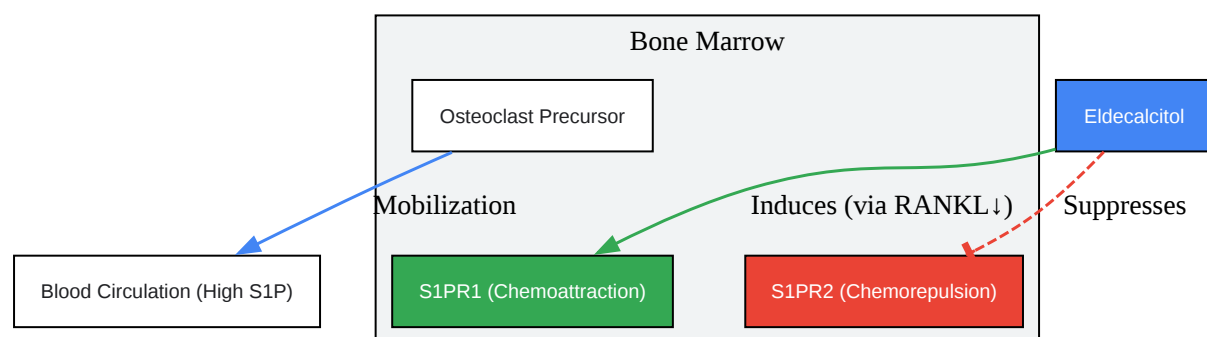 Bone Marrow
Osteoclast Precursor
Eldecalcitol
Mobilization
Induces (via RANKL↓)
Suppresses
Blood Circulation (High S1P)
S1PR1 (Chemoattraction)
S1PR2 (Chemorepulsion)